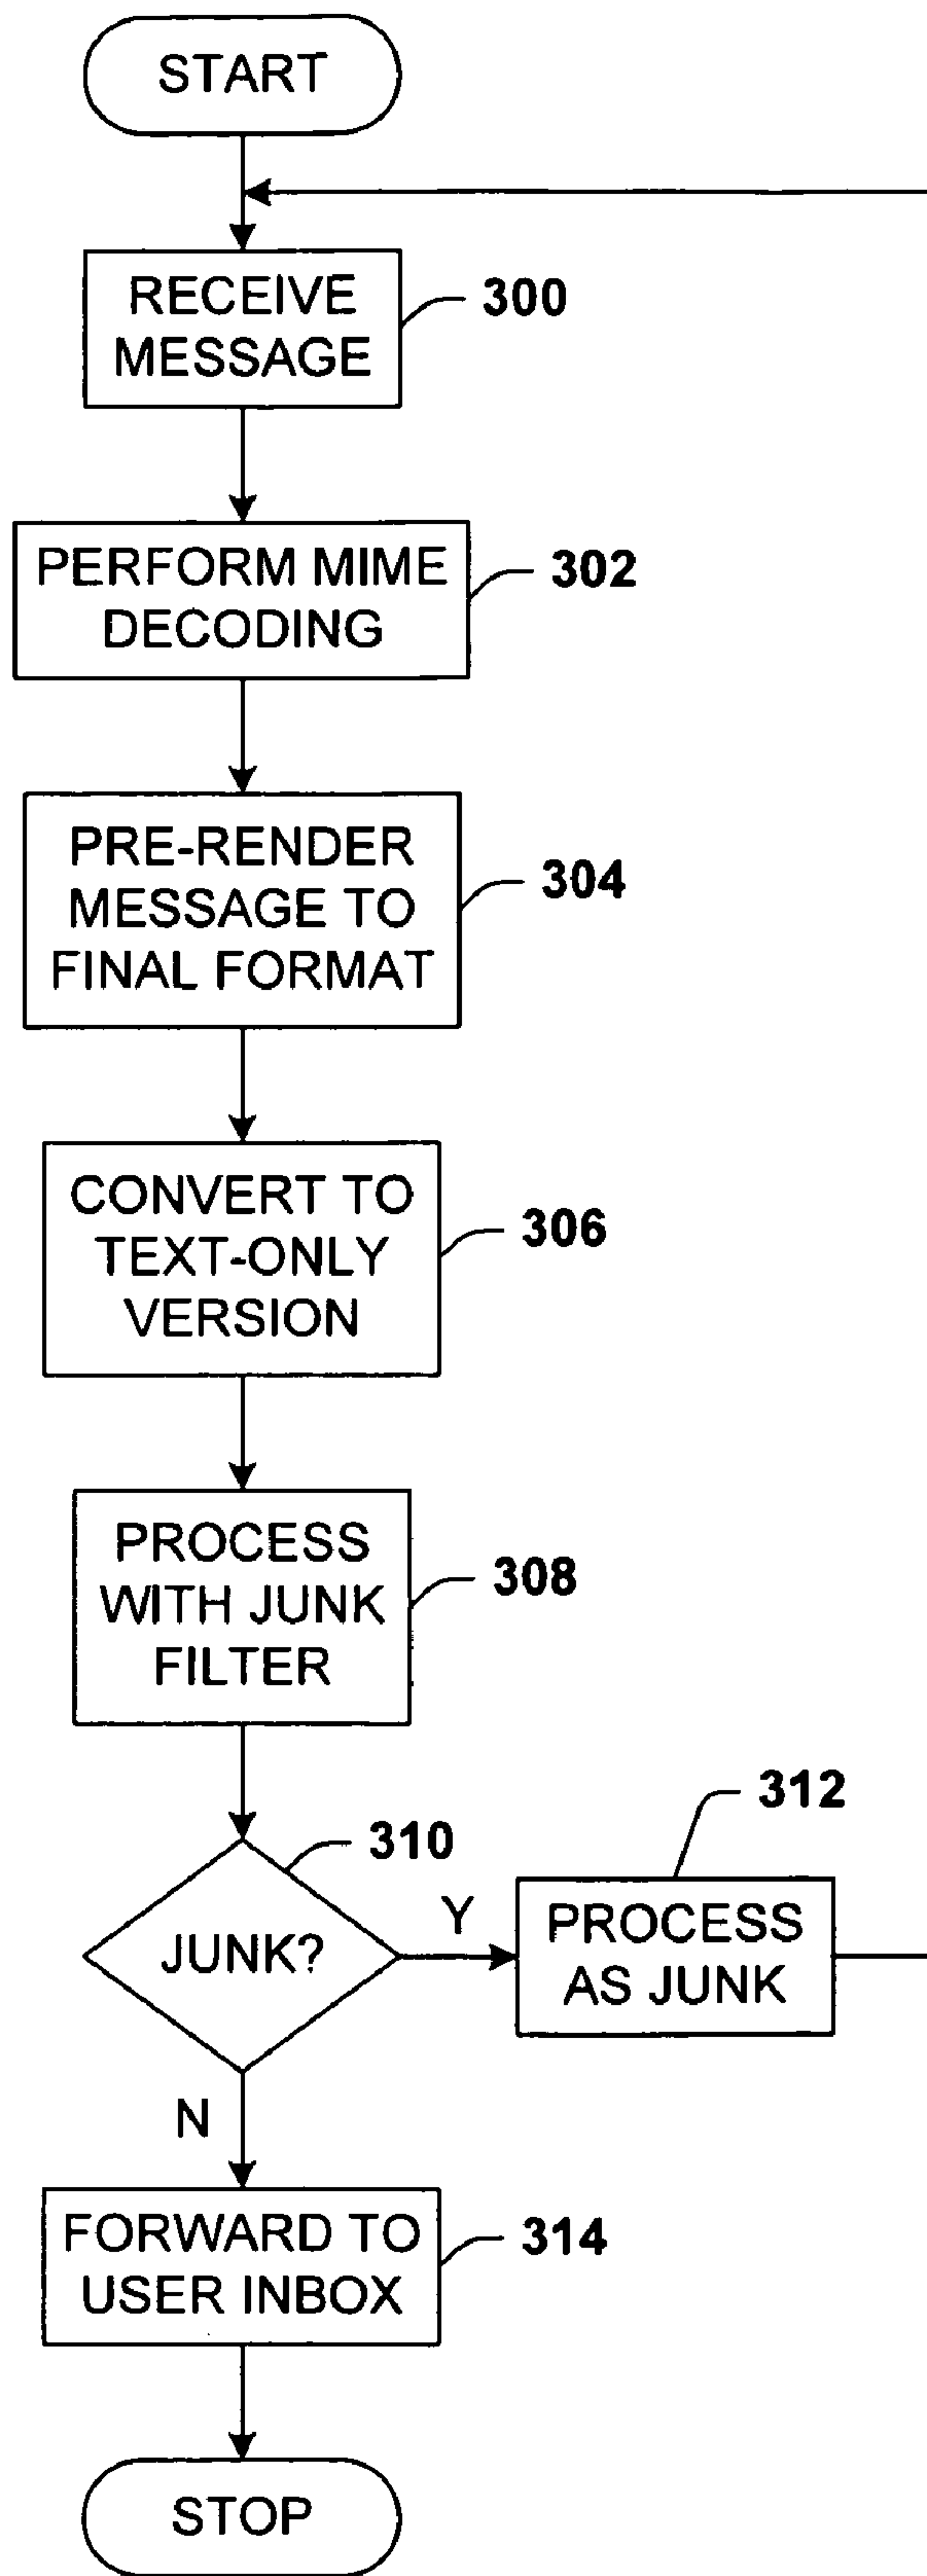 START
RECEIVE
MESSAGE
300
PERFORM MIME
DECODING
302
PRE-RENDER
MESSAGE TO
FINAL FORMAT
304
CONVERT TO
TEXT-ONLY
VERSION
306
PROCESS
WITH JUNK
FILTER
308
310
JUNK?
Y
312
PROCESS
AS JUNK
N
FORWARD TO
USER INBOX
314
STOP